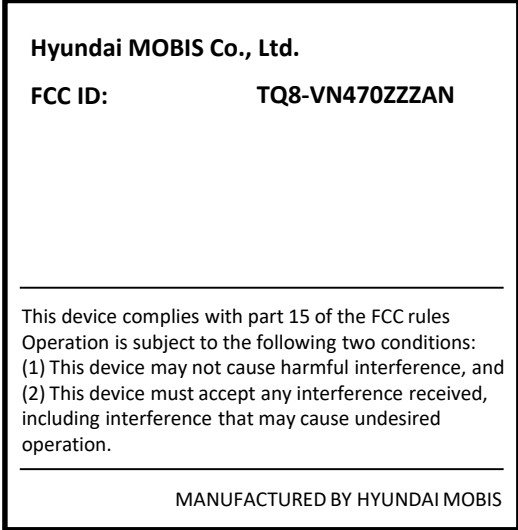 Hyundai MOBIS Co., Ltd.
FCC ID: TQ8-VN470ZZZAN
This device complies with part 15 of the FCC rules
Operation is subject to the following two conditions:
(1) This device may not cause harmful interference, and
(2) This device must accept any interference received,
including interference that may cause undesired
operation.
MANUFACTURED BY HYUNDAI MOBIS